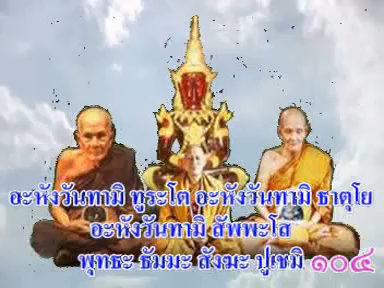 อะหังวันทามิ ทูระโต อะหังวันทามิ ธาตุโย
อะหังวันทามิ สัพพะโส
พุทธะ ธัมมะ สังฆะ ปูเชมิ ๑๐๔